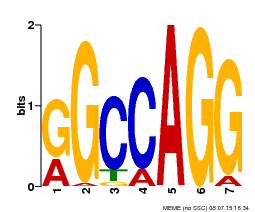 2
bits
1
0
G G C C A G G
A T A A
G
1 2 3 4 5 6 7
MEME (no SSC) 08.07.15 16:34